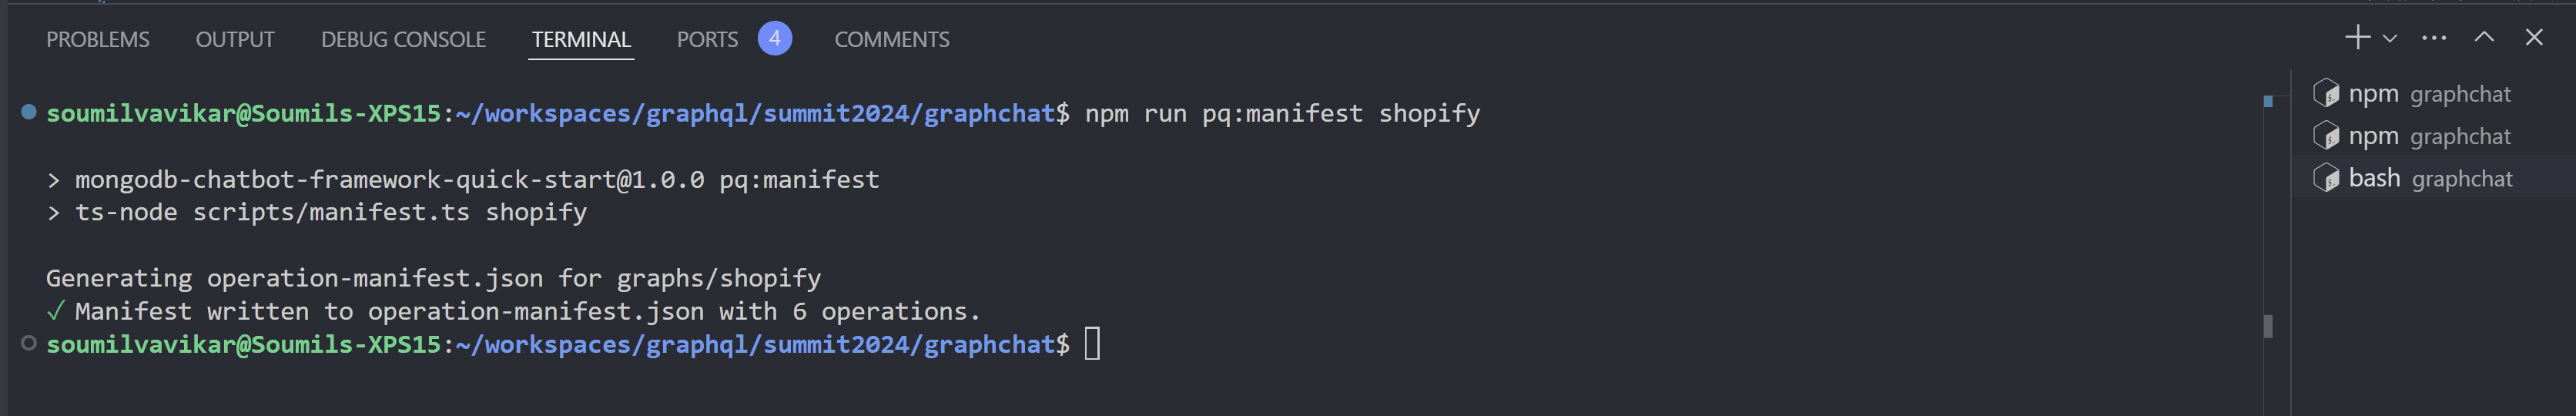 PROBLEMS OUTPUT DEBUG CONSOLE TERMINAL PORTS 4 COMMENTS
soumilvavikar@Soumils-XPS15:~/workspaces/graphql/summit2024/graphchat$ npm run pq:manifest shopify
> mongodb-chatbot-framework-quick-start@1.0.0 pq:manifest
> ts-node scripts/manifest.ts shopify
Generating operation-manifest.json for graphs/shopify
✓ Manifest written to operation-manifest.json with 6 operations.
soumilvavikar@Soumils-XPS15:~/workspaces/graphql/summit2024/graphchat$
npm graphchat
npm graphchat
bash graphchat